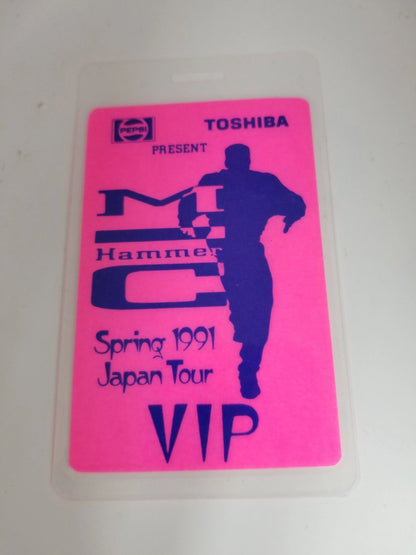 PEPSI TOSHIBA
PRESENT
M
Hammer
C
Spring 1991
Japan Tour
VIP